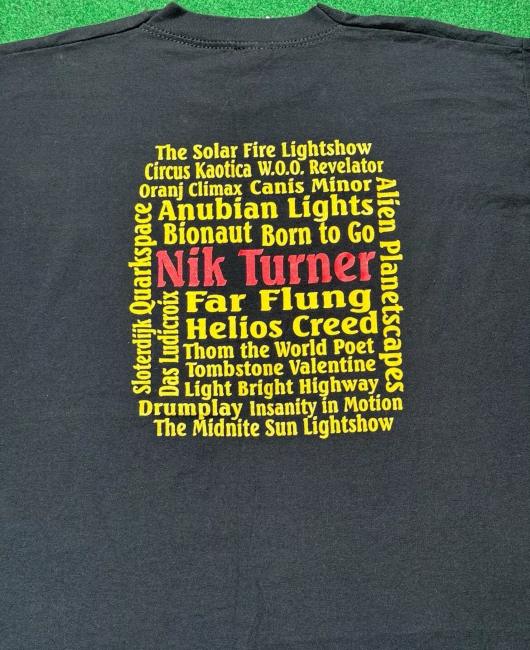 The Solar Fire Lightshow
Circus Kaotica W.O.O. Revelator
Oranj Climax Canis Minor
Anubian Lights
Bionaut Born to Go
Nik Turner
Far Flung
Helios Creed
Thom the World Poet
Tombstone Valentine
Light Bright Highway
Drumplay Insanity in Motion
The Midnite Sun Lightshow
Sloterdijk Quarkspace
Das Ludicroix
Alien Planetscapes